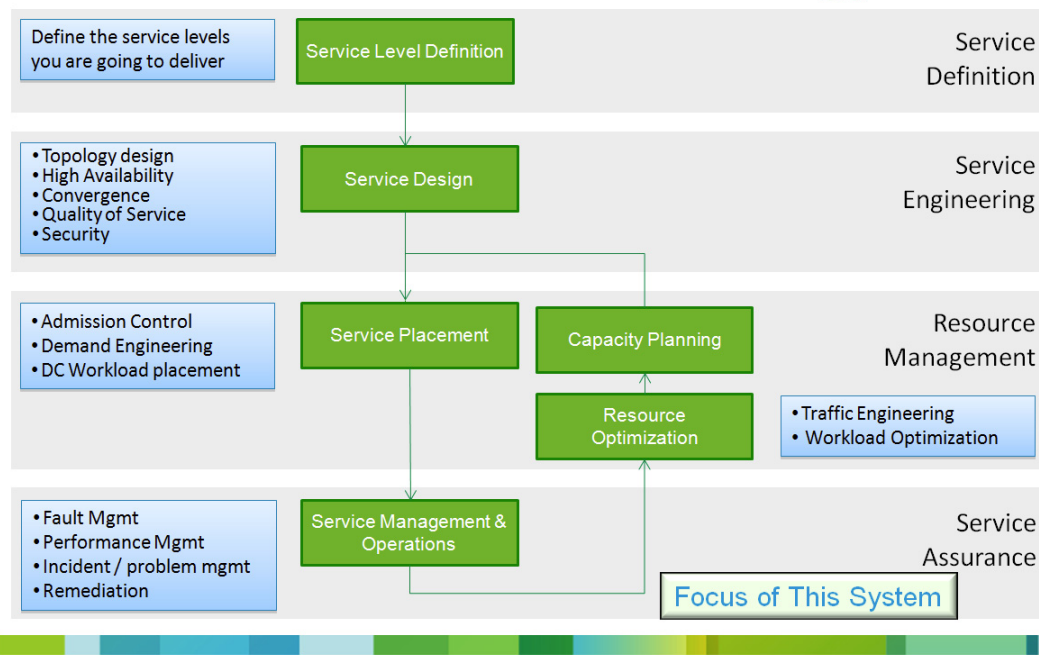 Define the service levels
you are going to deliver
Service Level Definition
Service
Definition
• Topology design
• High Availability
• Convergence
• Quality of Service
• Security
Service Design
Service
Engineering
• Admission Control
• Demand Engineering
• DC Workload placement
Service Placement
Capacity Planning
Resource
Management
Resource
Optimization
• Traffic Engineering
• Workload Optimization
• Fault Mgmt
• Performance Mgmt
• Incident / problem mgmt
• Remediation
Service Management &
Operations
Service
Assurance
Focus of This System